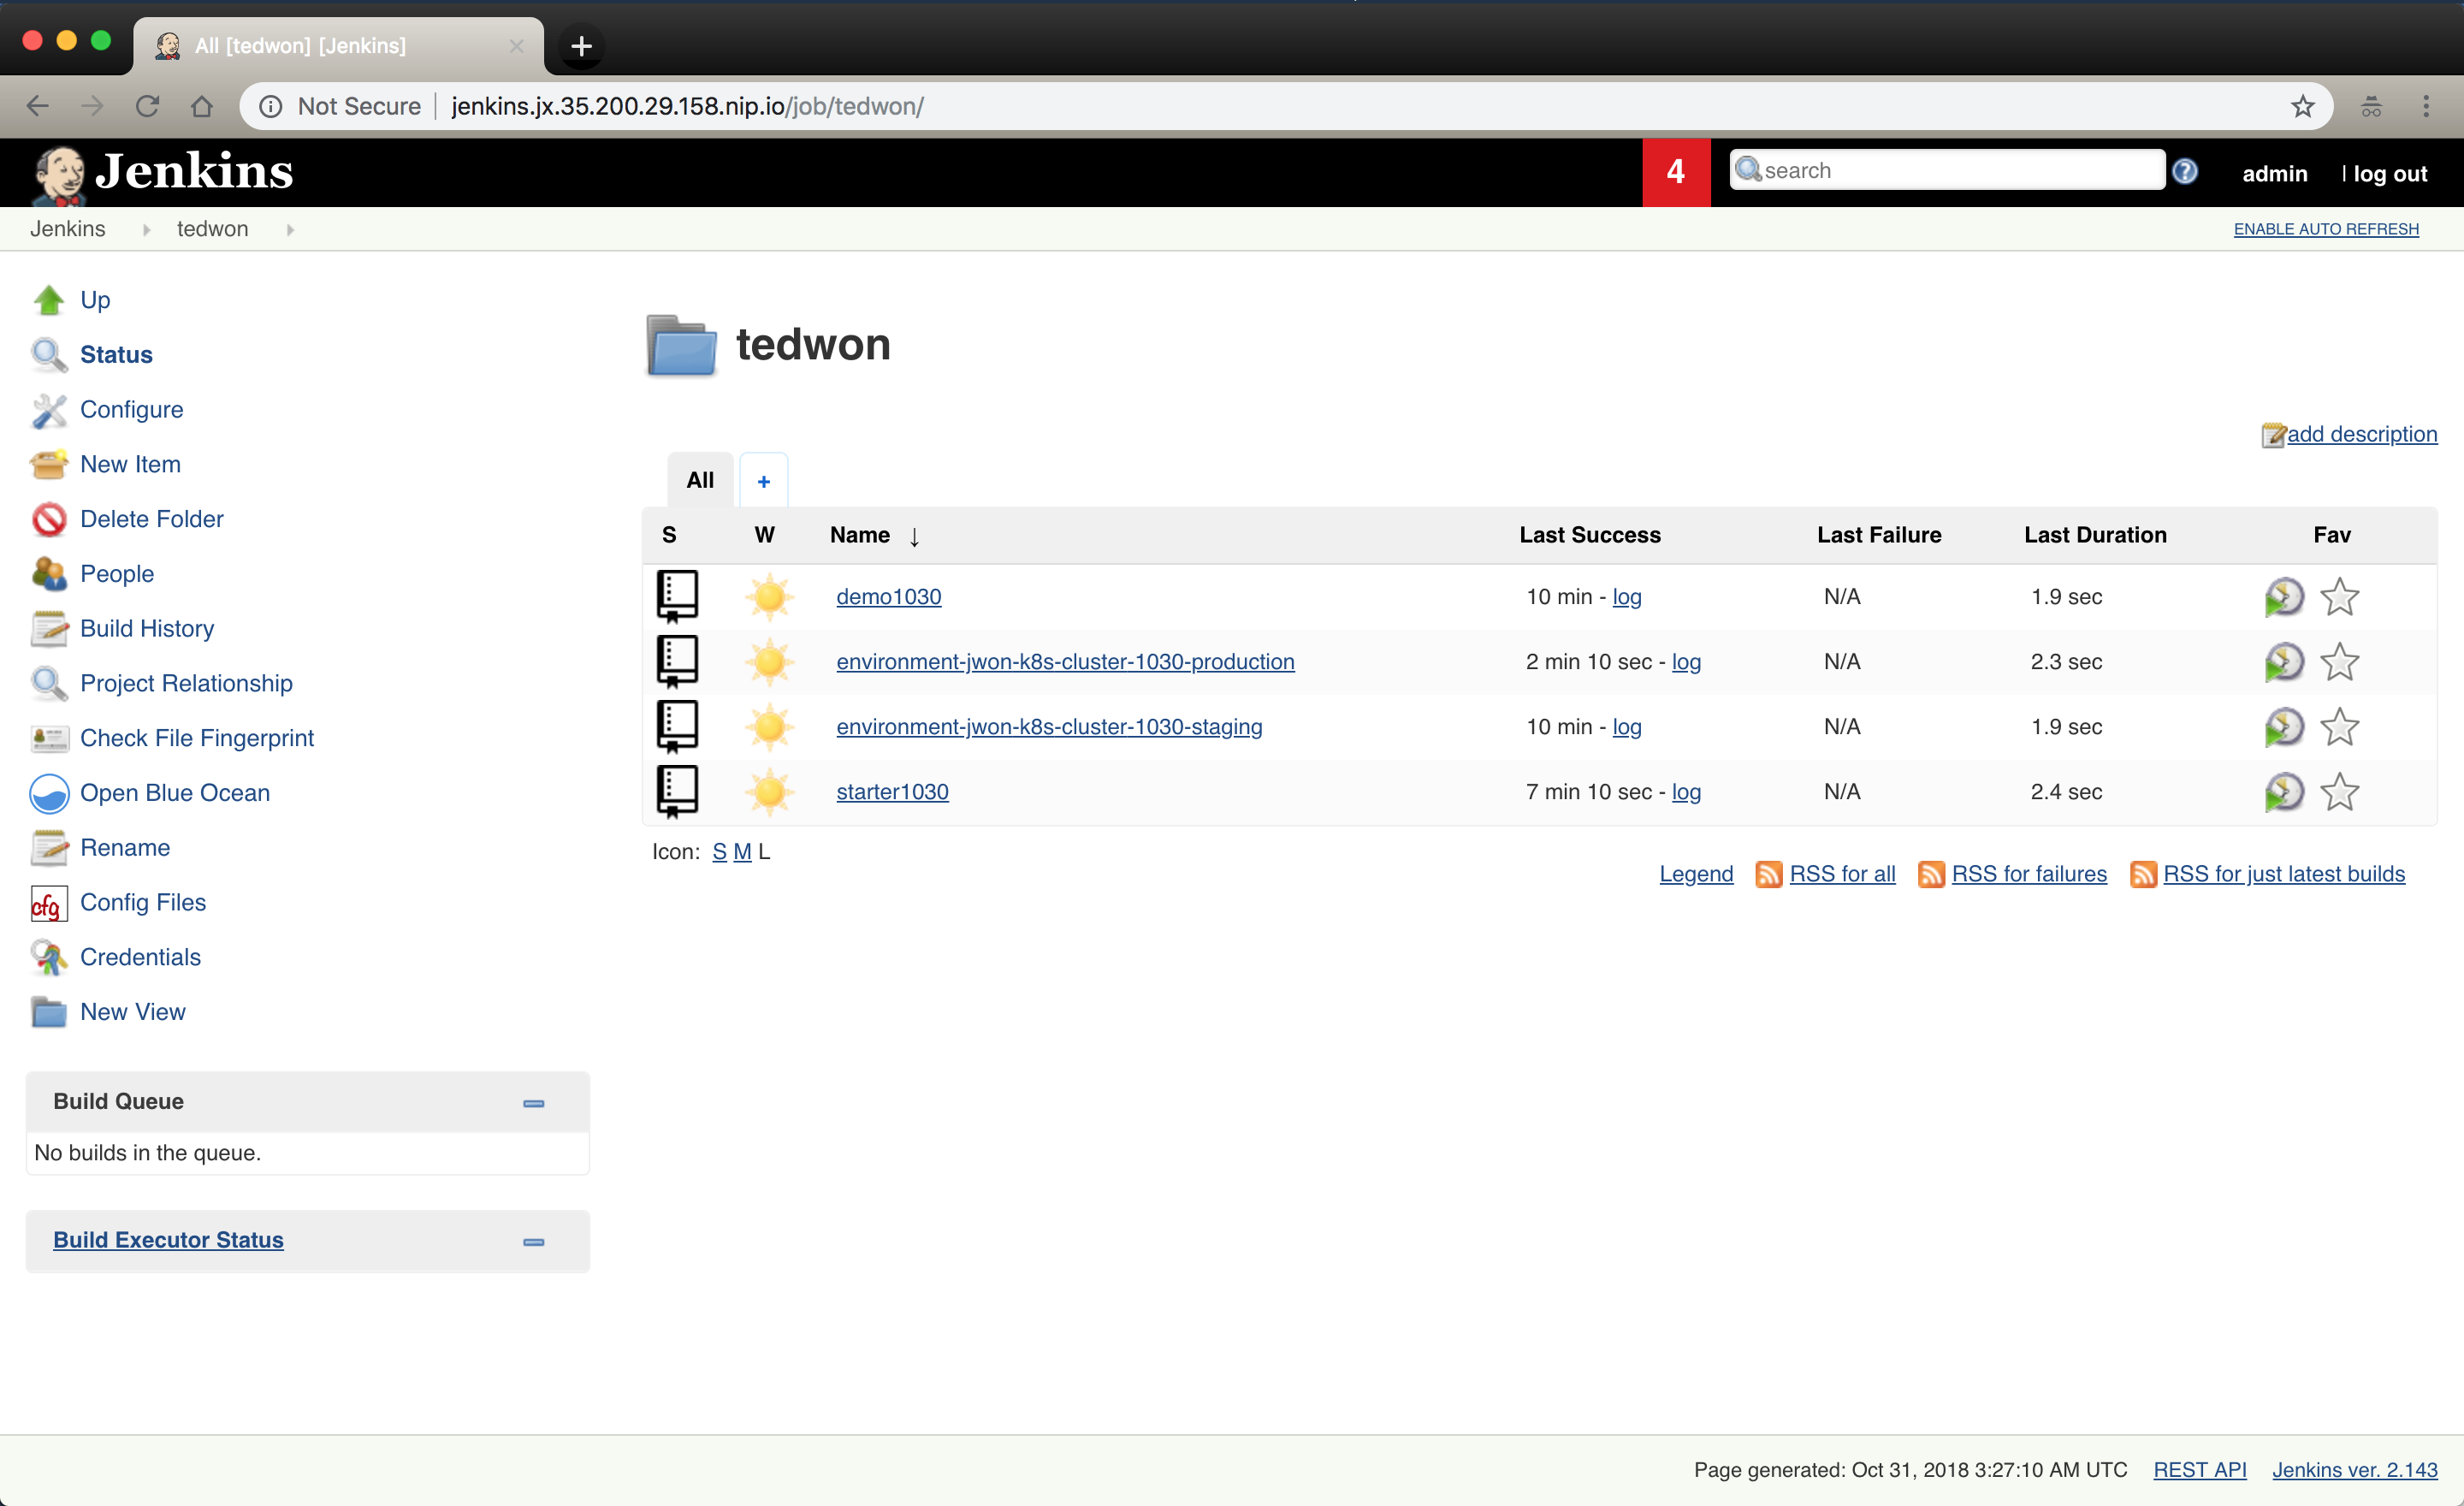 All [tedwon] [Jenkins]
Not Secure | jenkins.jx.35.200.29.158.nip.io/job/tedwon/
Jenkins
4
search
admin
| log out
Jenkins
tedwon
ENABLE AUTO REFRESH
Up
Status
Configure
New Item
Delete Folder
People
Build History
Project Relationship
Check File Fingerprint
Open Blue Ocean
Rename
cfg Config Files
Credentials
New View
Build Queue
No builds in the queue.
Build Executor Status
tedwon
add description
All +
S W Name ↓ Last Success Last Failure Last Duration Fav
demo1030 10 min - log N/A 1.9 sec
environment-jwon-k8s-cluster-1030-production 2 min 10 sec - log N/A 2.3 sec
environment-jwon-k8s-cluster-1030-staging 10 min - log N/A 1.9 sec
starter1030 7 min 10 sec - log N/A 2.4 sec
Icon: S M L
Legend RSS for all RSS for failures RSS for just latest builds
Page generated: Oct 31, 2018 3:27:10 AM UTC REST API Jenkins ver. 2.143